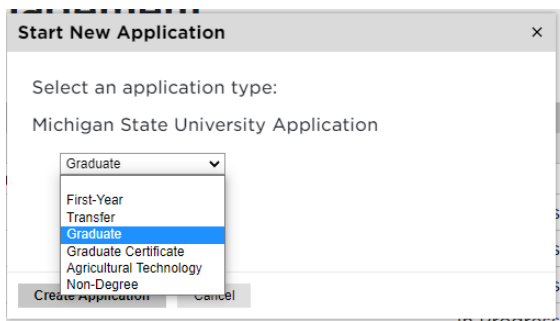 Start New Application ×
Select an application type:
Michigan State University Application
Graduate
First-Year
Transfer
Graduate
Graduate Certificate
Agricultural Technology
Non-Degree
Create Application Cancel